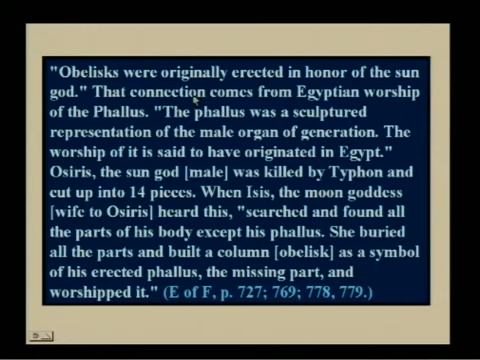 "Obelisks were originally erected in honor of the sun
god." That connection comes from Egyptian worship
of the Phallus. "The phallus was a sculptured
representation of the male organ of generation. The
worship of it is said to have originated in Egypt."
Osiris, the sun god [male] was killed by Typhon and
cut up into 14 pieces. When Isis, the moon goddess
[wife to Osiris] heard this, "searched and found all
the parts of his body except his phallus. She buried
all the parts and built a column [obelisk] as a symbol
of his erected phallus, the missing part, and
worshipped it." (E of F, p. 727; 769; 778, 779.)